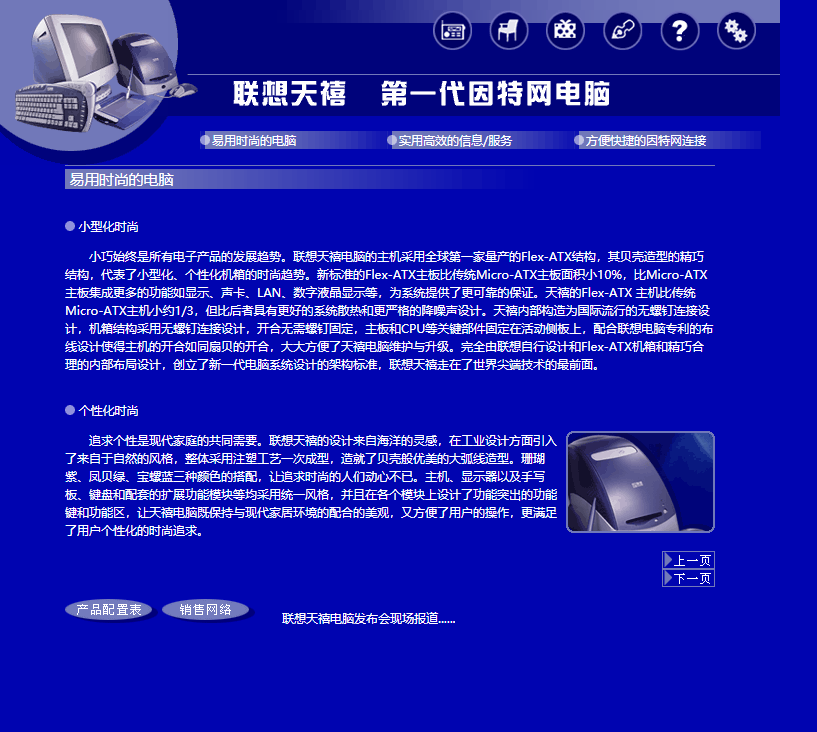 联想天禧 第一代因特网电脑
易用时尚的电脑
实用高效的信息/服务
方便快捷的因特网连接
易用时尚的电脑
小型化时尚
小巧始终是所有电子产品的发展趋势。联想天禧电脑的主机采用全球第一家量产的Flex-ATX结构，其贝壳造型的精巧
结构，代表了小型化、个性化机箱的时尚趋势。新标准的Flex-ATX主板比传统Micro-ATX主板面积小10%，比Micro-ATX
主板集成更多的功能如显示、声卡、LAN、数字液晶显示等，为系统提供了更可靠的保证。天禧的Flex-ATX 主机比传统
Micro-ATX主机小约1/3，但比后者具有更好的系统散热和更严格的降噪声设计。天禧内部构造为国际流行的无螺钉连接设
计，机箱结构采用无螺钉连接设计，开合无需螺钉固定，主板和CPU等关键部件固定在活动侧板上，配合联想电脑专利的布
线设计使得主机的开合如同扇贝的开合，大大方便了天禧电脑维护与升级。完全由联想自行设计和Flex-ATX机箱和精巧合
理的内部布局设计，创立了新一代电脑系统设计的架构标准，联想天禧走在了世界尖端技术的最前面。
个性化时尚
追求个性是现代家庭的共同需要。联想天禧的设计来自海洋的灵感，在工业设计方面引入
了来自于自然的风格，整体采用注塑工艺一次成型，造就了贝壳般优美的大弧线造型。珊瑚
紫、凤贝绿、宝螺蓝三种颜色的搭配，让追求时尚的人们动心不已。主机、显示器以及手写
板、键盘和配套的扩展功能模块等均采用统一风格，并且在各个模块上设计了功能突出的功能
键和功能区，让天禧电脑既保持与现代家居环境的配合的美观，又方便了用户的操作，更满足
了用户个性化的时尚追求。
上一页
下一页
产品配置表
销售网络
联想天禧电脑发布会现场报道......